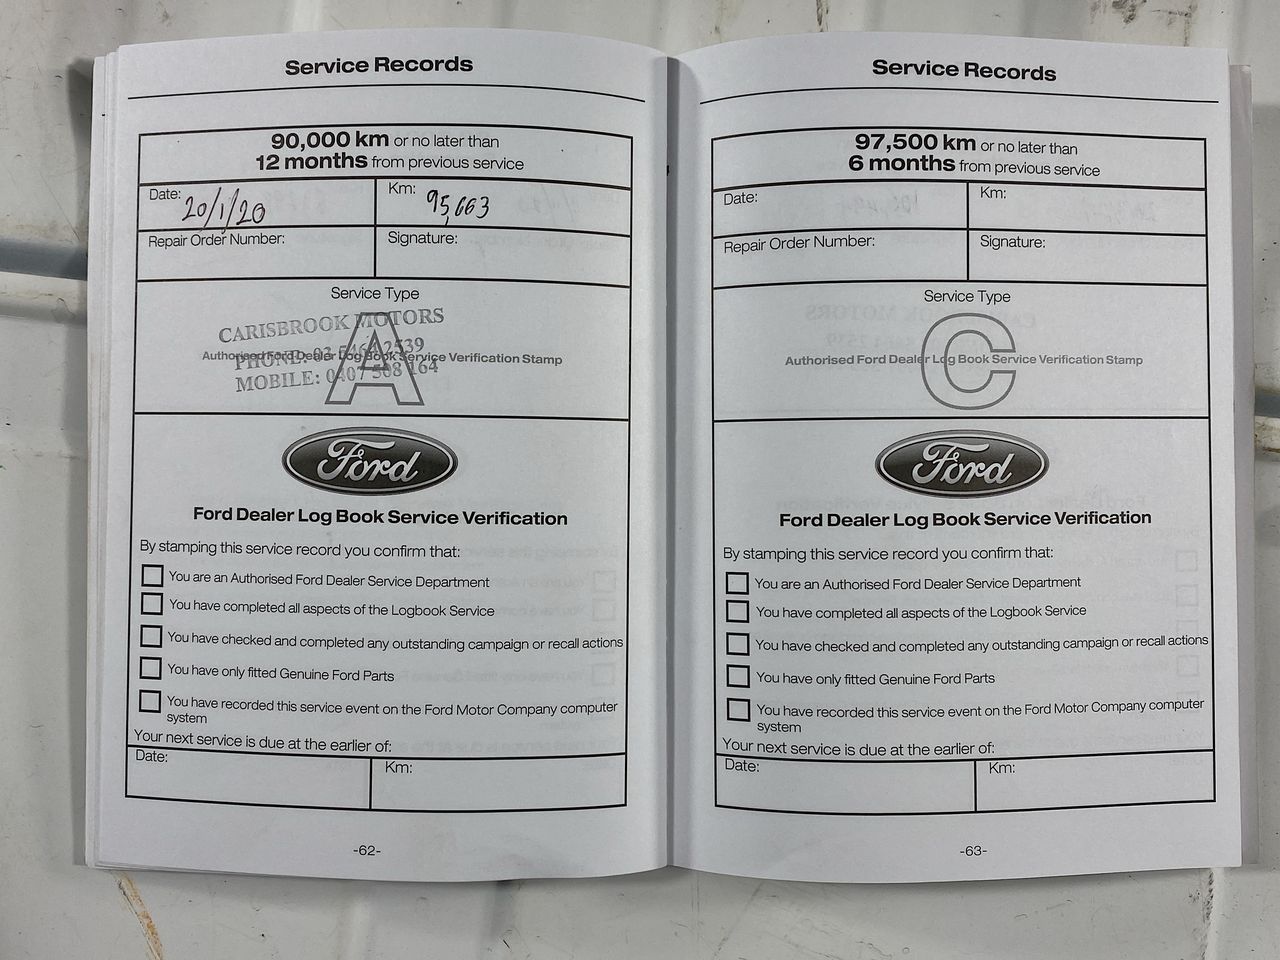 Service Records
90,000 km or no later than
12 months from previous service
Date: 20/1/20
Km: 95,663
Repair Order Number:
Signature:
Service Type
A
CARISBROOK MOTORS
PHONE: 03 5464 2539
MOBILE: 0407 508 164
Authorised Ford Dealer Log Book Service Verification Stamp
Ford
Ford Dealer Log Book Service Verification
By stamping this service record you confirm that:
You are an Authorised Ford Dealer Service Department
You have completed all aspects of the Logbook Service
You have checked and completed any outstanding campaign or recall actions
You have only fitted Genuine Ford Parts
You have recorded this service event on the Ford Motor Company computer
system
Your next service is due at the earlier of:
Date:
Km:
-62-
Service Records
97,500 km or no later than
6 months from previous service
Date:
Km:
Repair Order Number:
Signature:
Service Type
C
Authorised Ford Dealer Log Book Service Verification Stamp
Ford
Ford Dealer Log Book Service Verification
By stamping this service record you confirm that:
You are an Authorised Ford Dealer Service Department
You have completed all aspects of the Logbook Service
You have checked and completed any outstanding campaign or recall actions
You have only fitted Genuine Ford Parts
You have recorded this service event on the Ford Motor Company computer
system
Your next service is due at the earlier of:
Date:
Km:
-63-